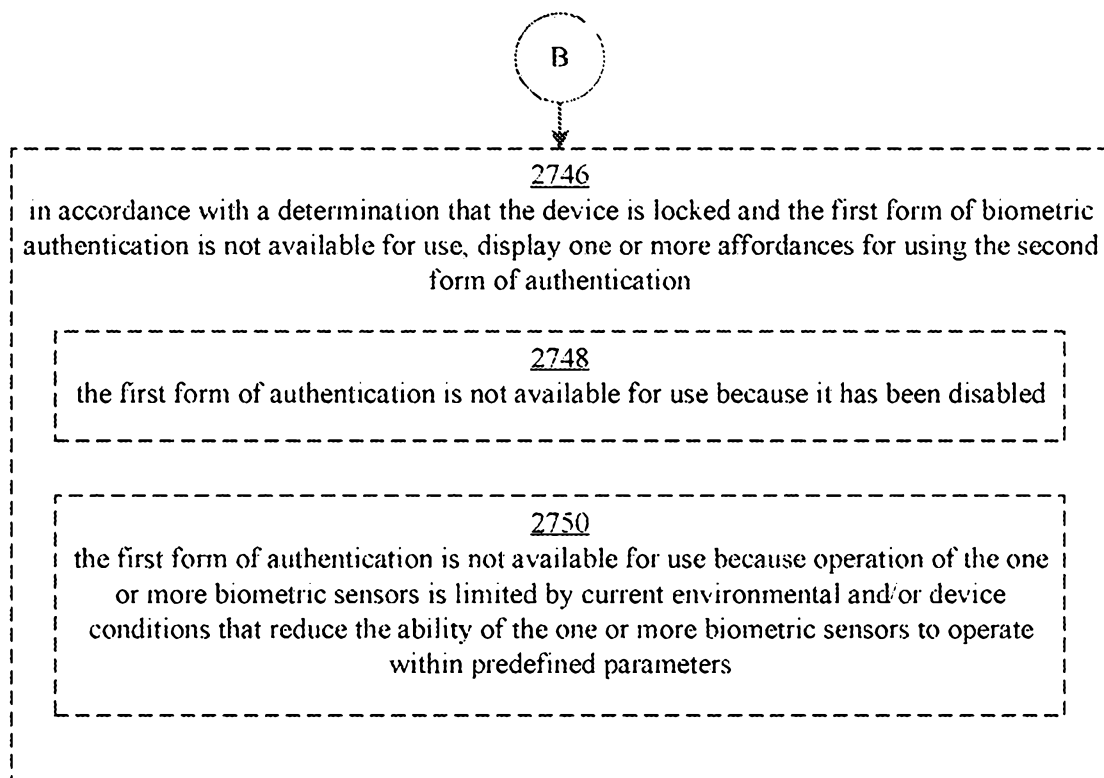 B
2746
in accordance with a determination that the device is locked and the first form of biometric
authentication is not available for use, display one or more affordances for using the second
form of authentication
2748
the first form of authentication is not available for use because it has been disabled
2750
the first form of authentication is not available for use because operation of the one
or more biometric sensors is limited by current environmental and/or device
conditions that reduce the ability of the one or more biometric sensors to operate
within predefined parameters